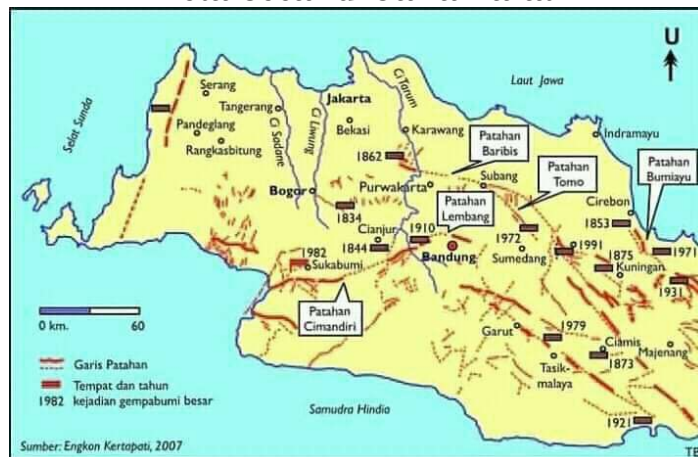 U
Laut Jawa
Selat Sunda
Serang
Tangerang
Jakarta
Ci Tarum
Pandeglang
Rangkasbitung
Ci Sadane
Ci Liwung
Bekasi
Karawang
Patahan
Baribis
Indramayu
1862
Subang
Patahan
Tomo
Patahan
Bumiayu
Bogor
Purwakarta
Patahan
Lembang
Cirebon
1834
1853
Cianjur
1910
1844
1972
1991
1875
1971
1982
Sukabumi
Bandung
Sumedang
Kuningan
1931
0 km.
60
Patahan
Cimandiri
Garut
1979
Ciamis
Majenang
Tasik-
malaya
1873
Garis Patahan
Tempat dan tahun
1982 kejadian gempabumi besar
Samudra Hindia
1921
Sumber: Engkon Kertapati, 2007